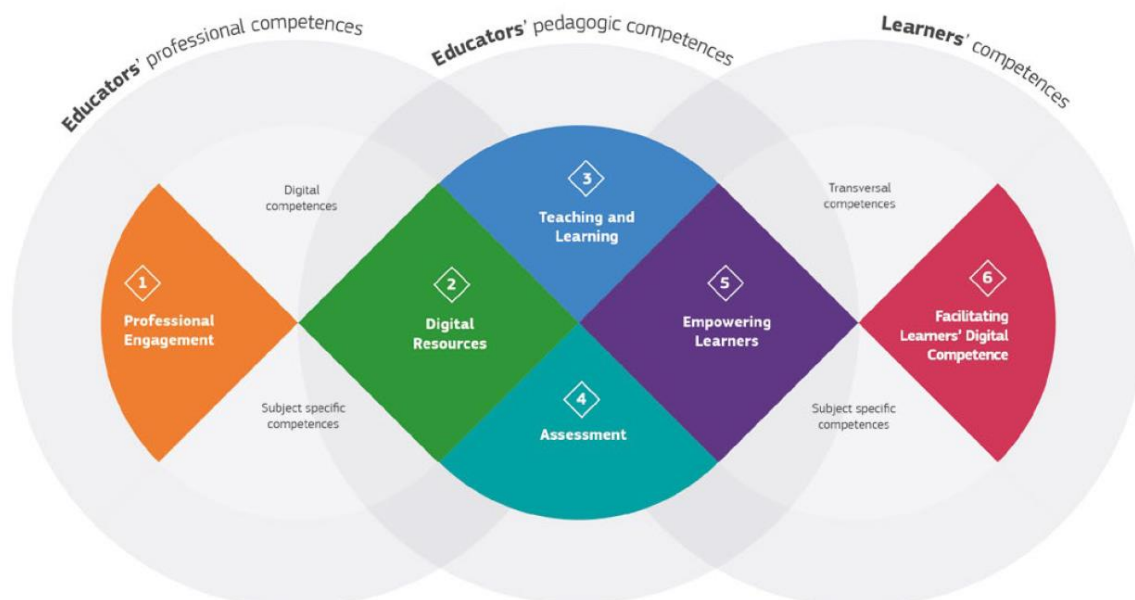 Educators' professional competences
Educators' pedagogic competences
Learners' competences
Digital
competences
Subject specific
competences
1
Professional
Engagement
2
Digital
Resources
3
Teaching and
Learning
4
Assessment
5
Empowering
Learners
Transversal
competences
Subject specific
competences
6
Facilitating
Learners' Digital
Competence